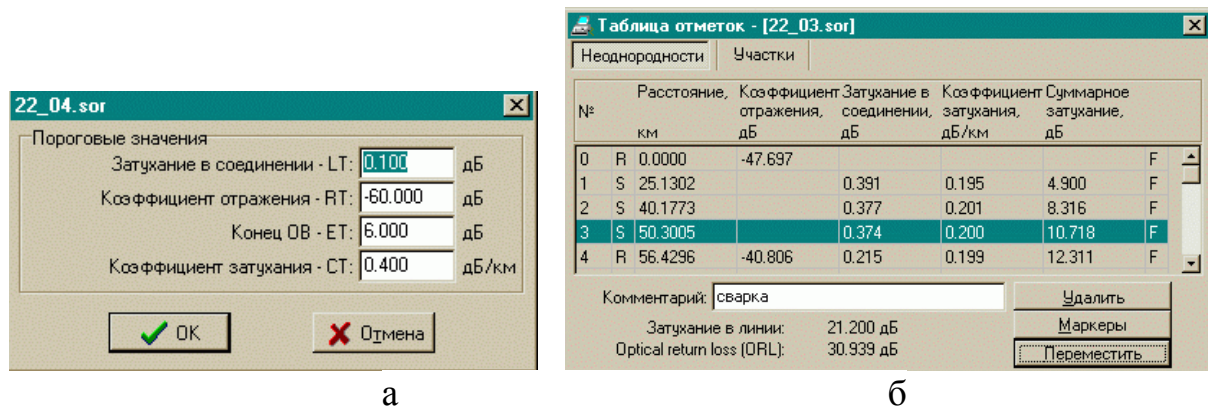 22_04.sor
Пороговые значения
Затухание в соединении - LT: 0.100 дБ
Коэффициент отражения - RT: -60.000 дБ
Конец ОВ - ET: 6.000 дБ
Коэффициент затухания - CT: 0.400 дБ/км
OK Отмена
а
Таблица отметок - [22_03.sor]
Неоднородности Участки
№ Расстояние, км Коэффициент отражения, дБ Затухание в соединении, дБ Коэффициент затухания, дБ/км Суммарное затухание, дБ
0 R 0.0000 -47.697 F
1 S 25.1302 0.391 0.195 4.900 F
2 S 40.1773 0.377 0.201 8.316 F
3 S 50.3005 0.374 0.200 10.718 F
4 R 56.4296 -40.806 0.215 0.199 12.311 F
Комментарий: сварка Удалить
Затухание в линии: 21.200 дБ Маркеры
Optical return loss (ORL): 30.939 дБ Переместить
б